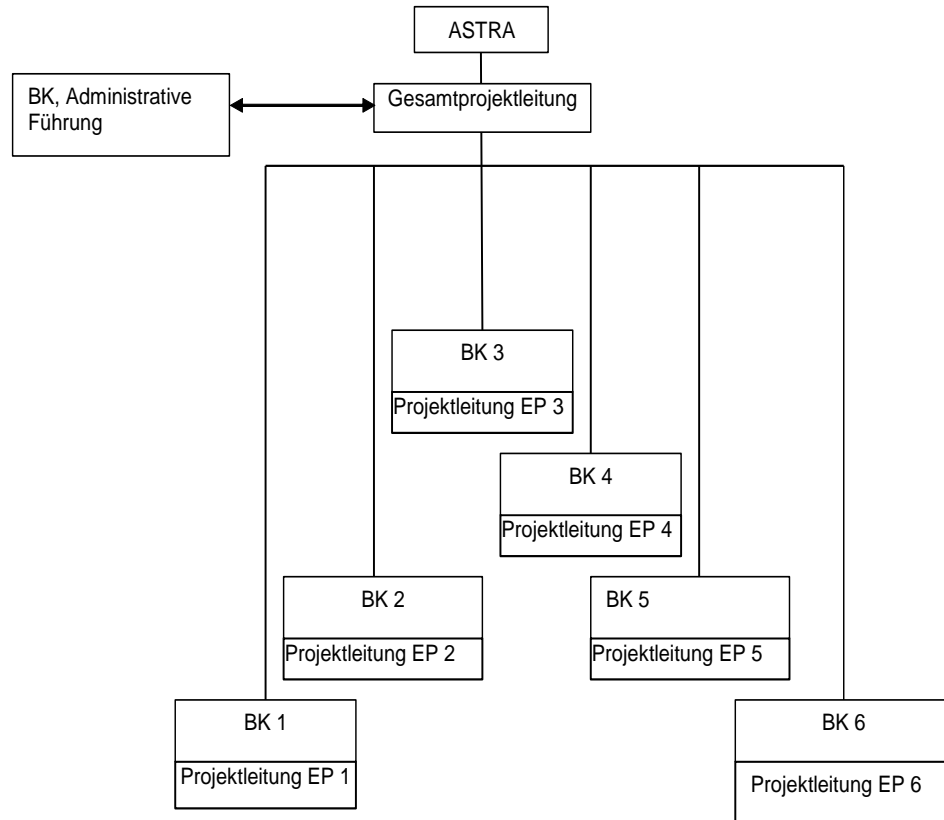 ASTRA
BK, Administrative
Führung
Gesamtprojektleitung
BK 3
Projektleitung EP 3
BK 4
Projektleitung EP 4
BK 2
Projektleitung EP 2
BK 5
Projektleitung EP 5
BK 1
Projektleitung EP 1
BK 6
Projektleitung EP 6